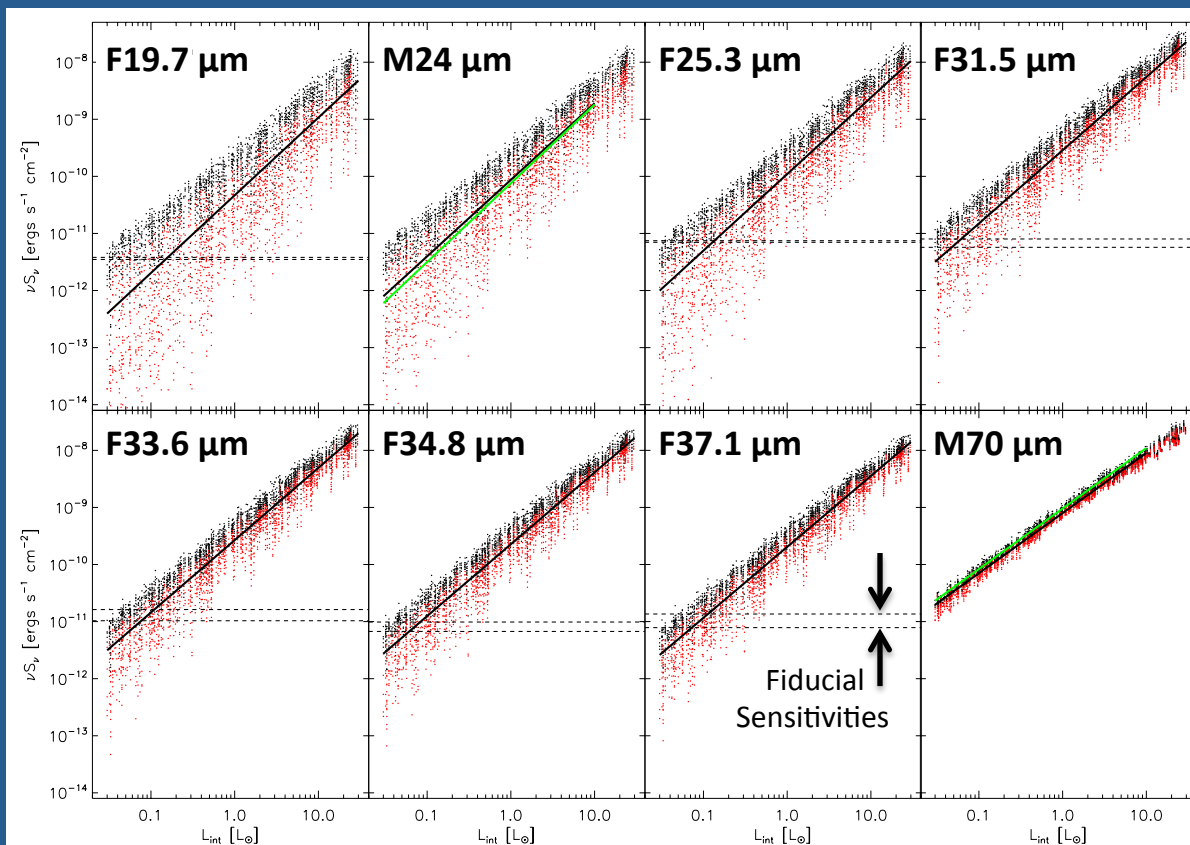 F19.7 μm
M24 μm
F25.3 μm
F31.5 μm
10⁻⁸
10⁻⁹
10⁻¹⁰
10⁻¹¹
10⁻¹²
10⁻¹³
10⁻¹⁴
νSᵥ [ergs s⁻¹ cm⁻²]
F33.6 μm
F34.8 μm
F37.1 μm
M70 μm
10⁻⁸
10⁻⁹
10⁻¹⁰
10⁻¹¹
10⁻¹²
10⁻¹³
10⁻¹⁴
νSᵥ [ergs s⁻¹ cm⁻²]
Fiducial
Sensitivities
0.1 1.0 10.0
0.1 1.0 10.0
0.1 1.0 10.0
0.1 1.0 10.0
L_int [L_⊙]
L_int [L_⊙]
L_int [L_⊙]
L_int [L_⊙]